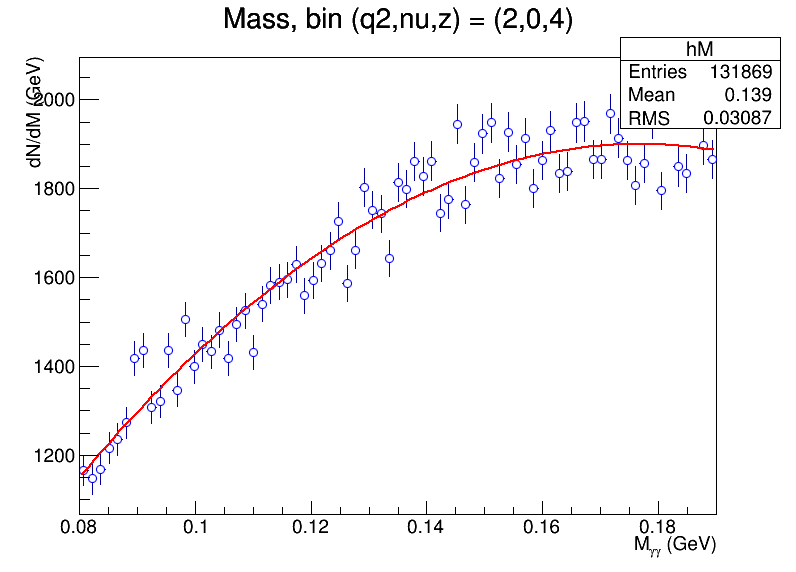 Mass, bin (q2,nu,z) = (2,0,4)
hM
Entries 131869
Mean 0.139
RMS 0.03087
dN/dM (GeV)
2000
1800
1600
1400
1200
0.08 0.1 0.12 0.14 0.16 0.18
Mγγ (GeV)